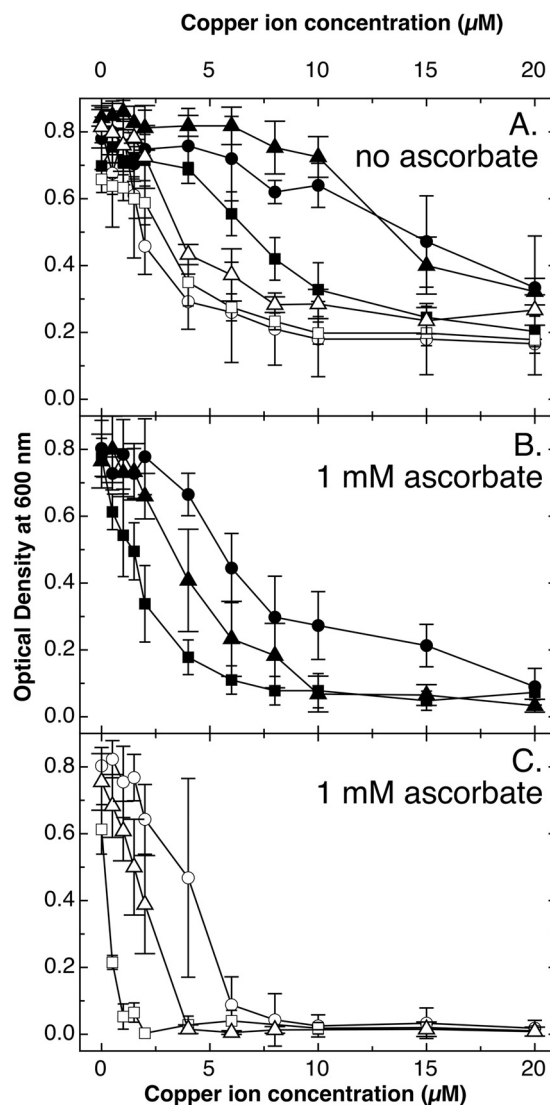 Copper ion concentration (µM)
0 5 10 15 20
A.
no ascorbate
0.8
0.6
0.4
0.2
0.0
B.
1 mM ascorbate
0.8
0.6
0.4
0.2
0.0
Optical Density at 600 nm
C.
1 mM ascorbate
0.8
0.6
0.4
0.2
0.0
0 5 10 15 20
Copper ion concentration (µM)